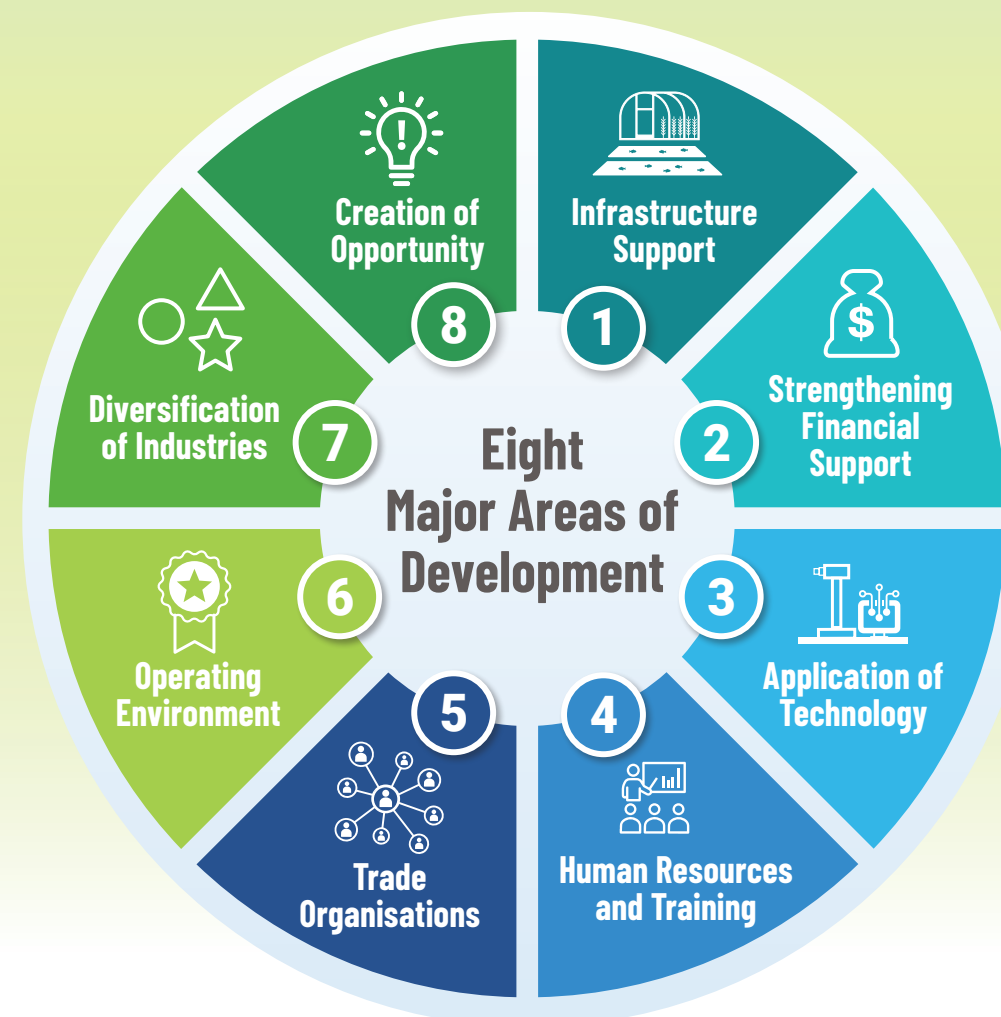 Eight
Major Areas of
Development
1
Infrastructure
Support
2
$
Strengthening
Financial
Support
3
Application of
Technology
4
Human Resources
and Training
5
Trade
Organisations
6
Operating
Environment
7
Diversification
of Industries
8
!
Creation of
Opportunity